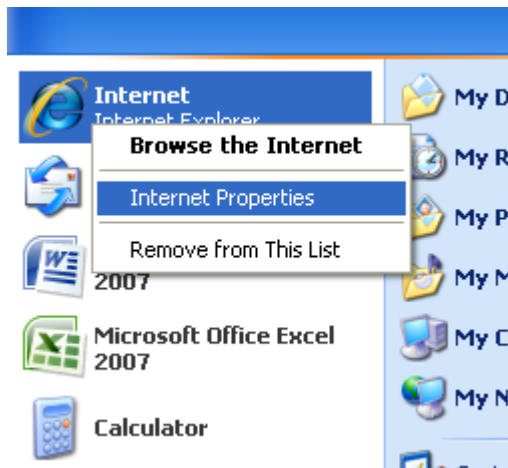 Internet
Internet Explorer
Browse the Internet
Internet Properties
Remove from This List
2007
Microsoft Office Excel
2007
Calculator
My D
My R
My P
My M
My C
My N